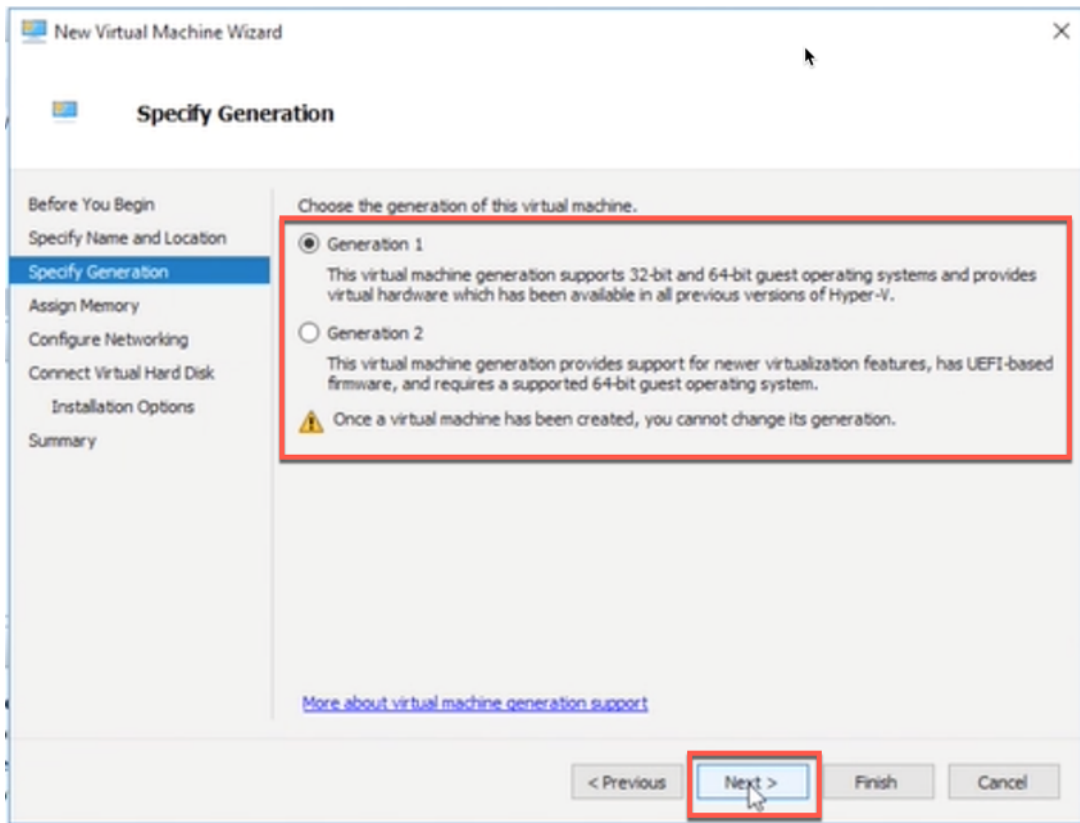 New Virtual Machine Wizard
Specify Generation
Before You Begin
Specify Name and Location
Specify Generation
Assign Memory
Configure Networking
Connect Virtual Hard Disk
Installation Options
Summary
Choose the generation of this virtual machine.
Generation 1
This virtual machine generation supports 32-bit and 64-bit guest operating systems and provides
virtual hardware which has been available in all previous versions of Hyper-V.
Generation 2
This virtual machine generation provides support for newer virtualization features, has UEFI-based
firmware, and requires a supported 64-bit guest operating system.
Once a virtual machine has been created, you cannot change its generation.
More about virtual machine generation support
< Previous
Next >
Finish
Cancel